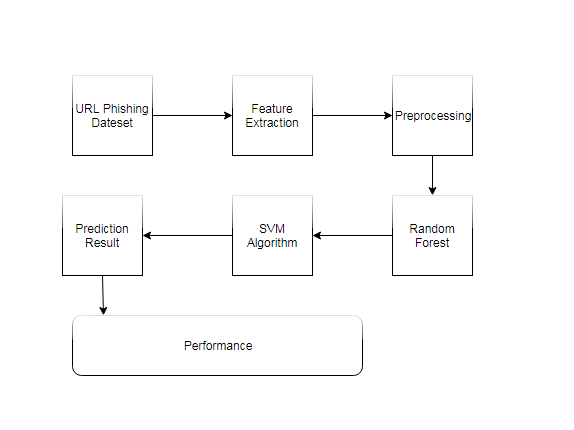 URL Phishing
Dateset
Feature
Extraction
Preprocessing
Random
Forest
SVM
Algorithm
Prediction
Result
Performance